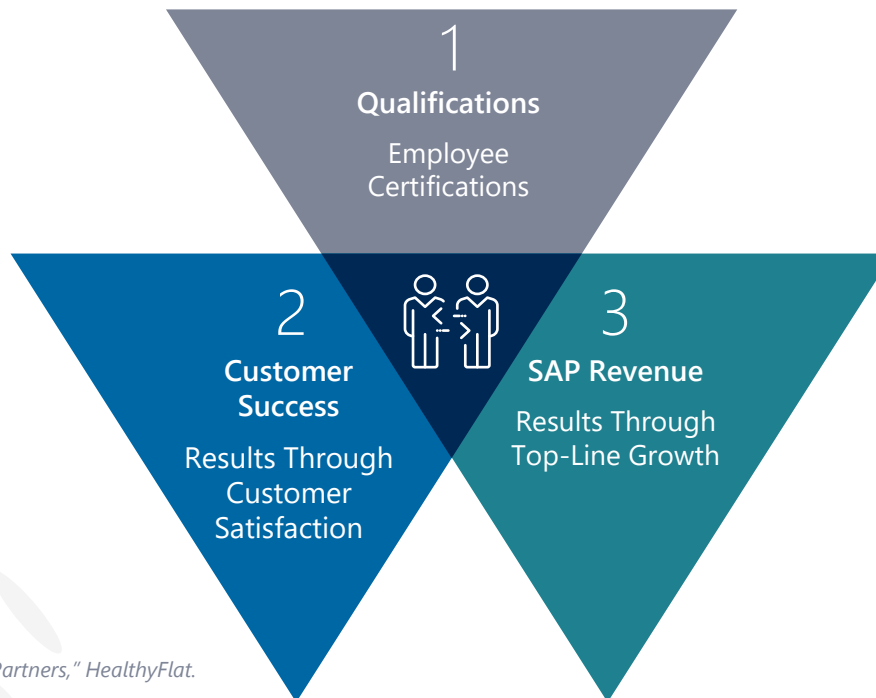 1
Qualifications
Employee
Certifications
2
Customer
Success
Results Through
Customer
Satisfaction
3
SAP Revenue
Results Through
Top-Line Growth
Partners,” HealthyFlat.